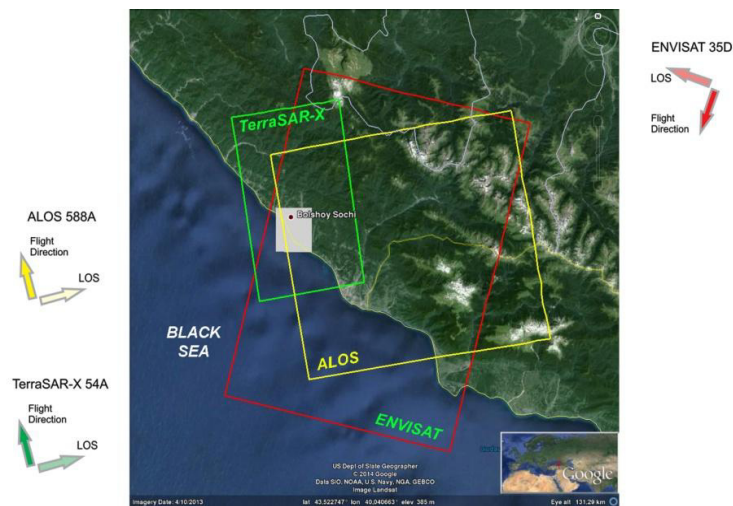 ENVISAT 35D
LOS
Flight
Direction
TerraSAR-X
Bolshoy Sochi
ALOS 588A
Flight
Direction
LOS
BLACK
SEA
ALOS
TerraSAR-X 54A
Flight
Direction
LOS
ENVISAT
US Dept of State Geographer
© 2014 Google
Data SIO, NOAA, U.S. Navy, NGA, GEBCO
Image Landsat
Google
Imagery Date: 4/10/2013
lat 43.522747° lon 40.040663° elev 385 m
Eye alt 131.29 km